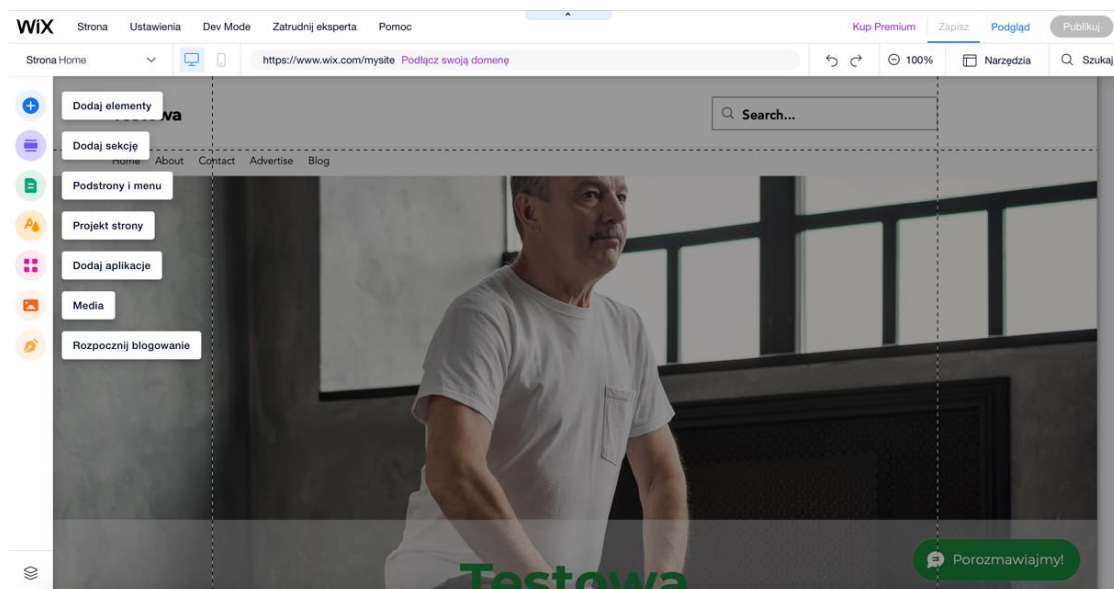 WiX Strona Ustawienia Dev Mode Zatrudnij eksperta Pomoc Kup Premium Zapisz Podgląd Publikuj
Strona Home https://www.wix.com/mysite Podłącz swoją domenę 100% Narzędzia Szukaj
Dodaj elementy
Testowa
Search...
Dodaj sekcję
Home About Contact Advertise Blog
Podstrony i menu
Projekt strony
Dodaj aplikacje
Media
Rozpocznij blogowanie
Porozmawiajmy!
Testowa